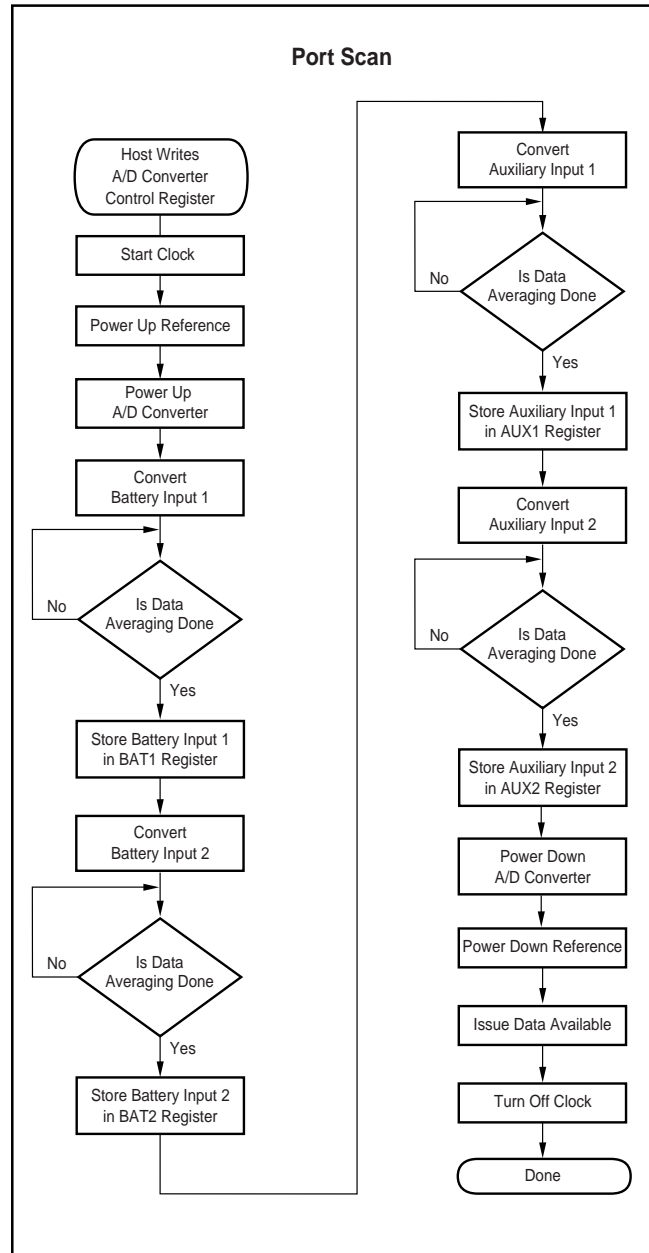 Port Scan
Host Writes
A/D Converter
Control Register
Start Clock
Power Up Reference
Power Up
A/D Converter
Convert
Battery Input 1
Is Data
Averaging Done
No
Yes
Store Battery Input 1
in BAT1 Register
Convert
Battery Input 2
Is Data
Averaging Done
No
Yes
Store Battery Input 2
in BAT2 Register
Convert
Auxiliary Input 1
Is Data
Averaging Done
No
Yes
Store Auxiliary Input 1
in AUX1 Register
Convert
Auxiliary Input 2
Is Data
Averaging Done
No
Yes
Store Auxiliary Input 2
in AUX2 Register
Power Down
A/D Converter
Power Down Reference
Issue Data Available
Turn Off Clock
Done